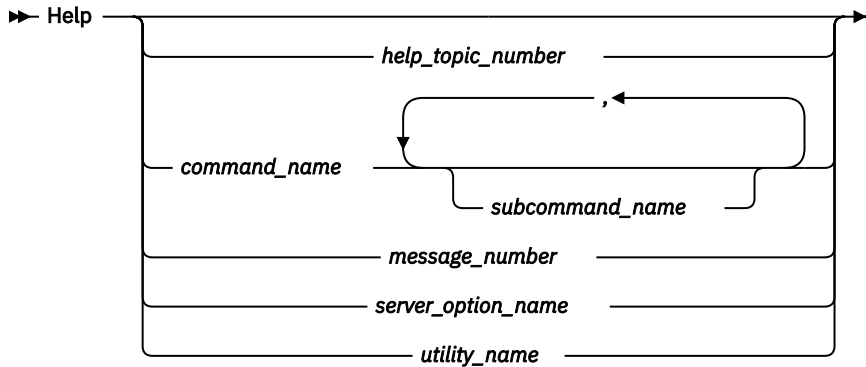 Help
help_topic_number
,
command_name
subcommand_name
message_number
server_option_name
utility_name